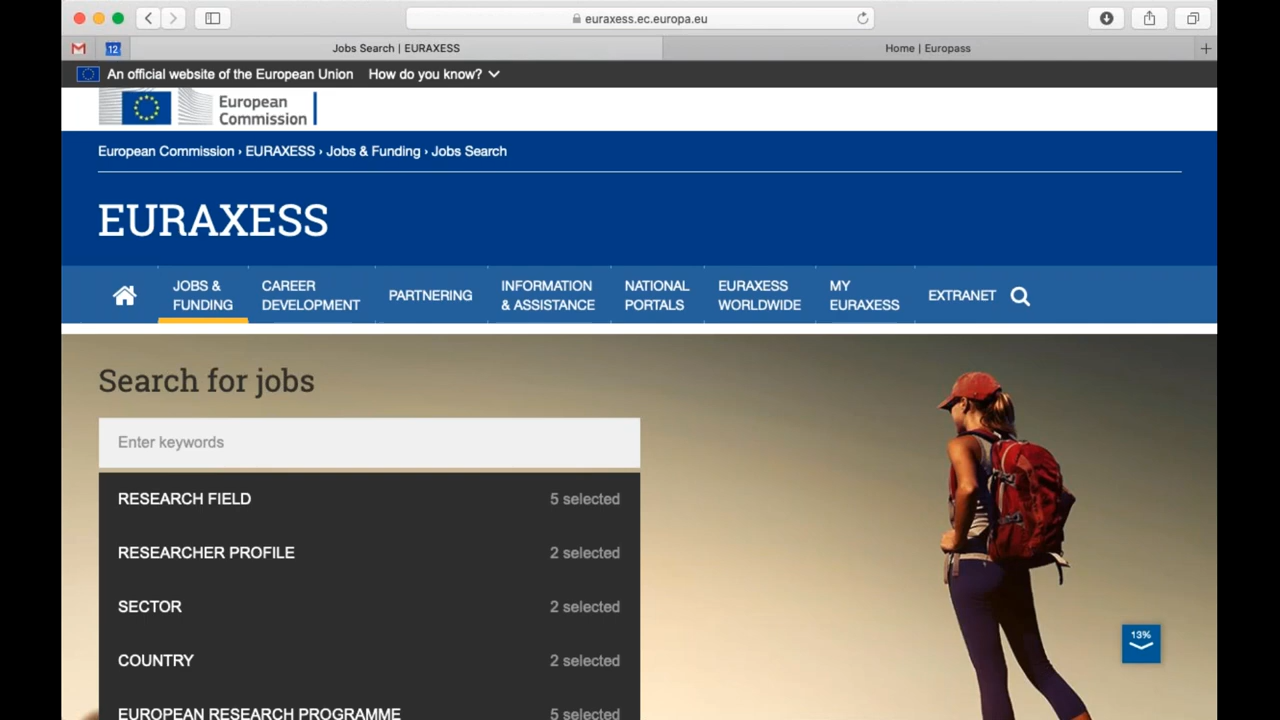 euraxess.ec.europa.eu
12
Jobs Search | EURAXESS
Home | Europass
An official website of the European Union How do you know?
European
Commission
European Commission › EURAXESS › Jobs & Funding › Jobs Search
EURAXESS
JOBS &
FUNDING
CAREER
DEVELOPMENT
PARTNERING
INFORMATION
& ASSISTANCE
NATIONAL
PORTALS
EURAXESS
WORLDWIDE
MY
EURAXESS
EXTRANET
Search for jobs
Enter keywords
RESEARCH FIELD 5 selected
RESEARCHER PROFILE 2 selected
SECTOR 2 selected
13%
COUNTRY 2 selected
EUROPEAN RESEARCH PROGRAMME 5 selected